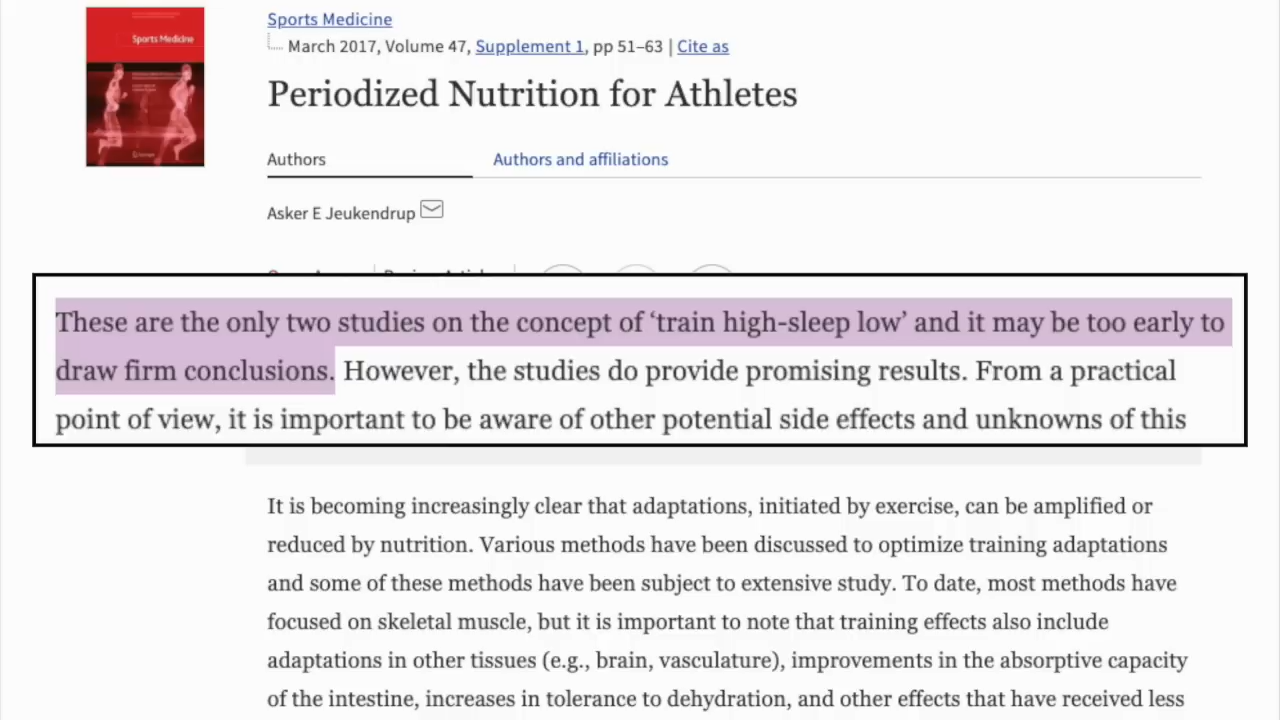 Sports Medicine
Sports Medicine
March 2017, Volume 47, Supplement 1, pp 51–63 | Cite as
Periodized Nutrition for Athletes
Authors
Authors and affiliations
Asker E Jeukendrup
These are the only two studies on the concept of ‘train high-sleep low’ and it may be too early to
draw firm conclusions. However, the studies do provide promising results. From a practical
point of view, it is important to be aware of other potential side effects and unknowns of this
It is becoming increasingly clear that adaptations, initiated by exercise, can be amplified or
reduced by nutrition. Various methods have been discussed to optimize training adaptations
and some of these methods have been subject to extensive study. To date, most methods have
focused on skeletal muscle, but it is important to note that training effects also include
adaptations in other tissues (e.g., brain, vasculature), improvements in the absorptive capacity
of the intestine, increases in tolerance to dehydration, and other effects that have received less